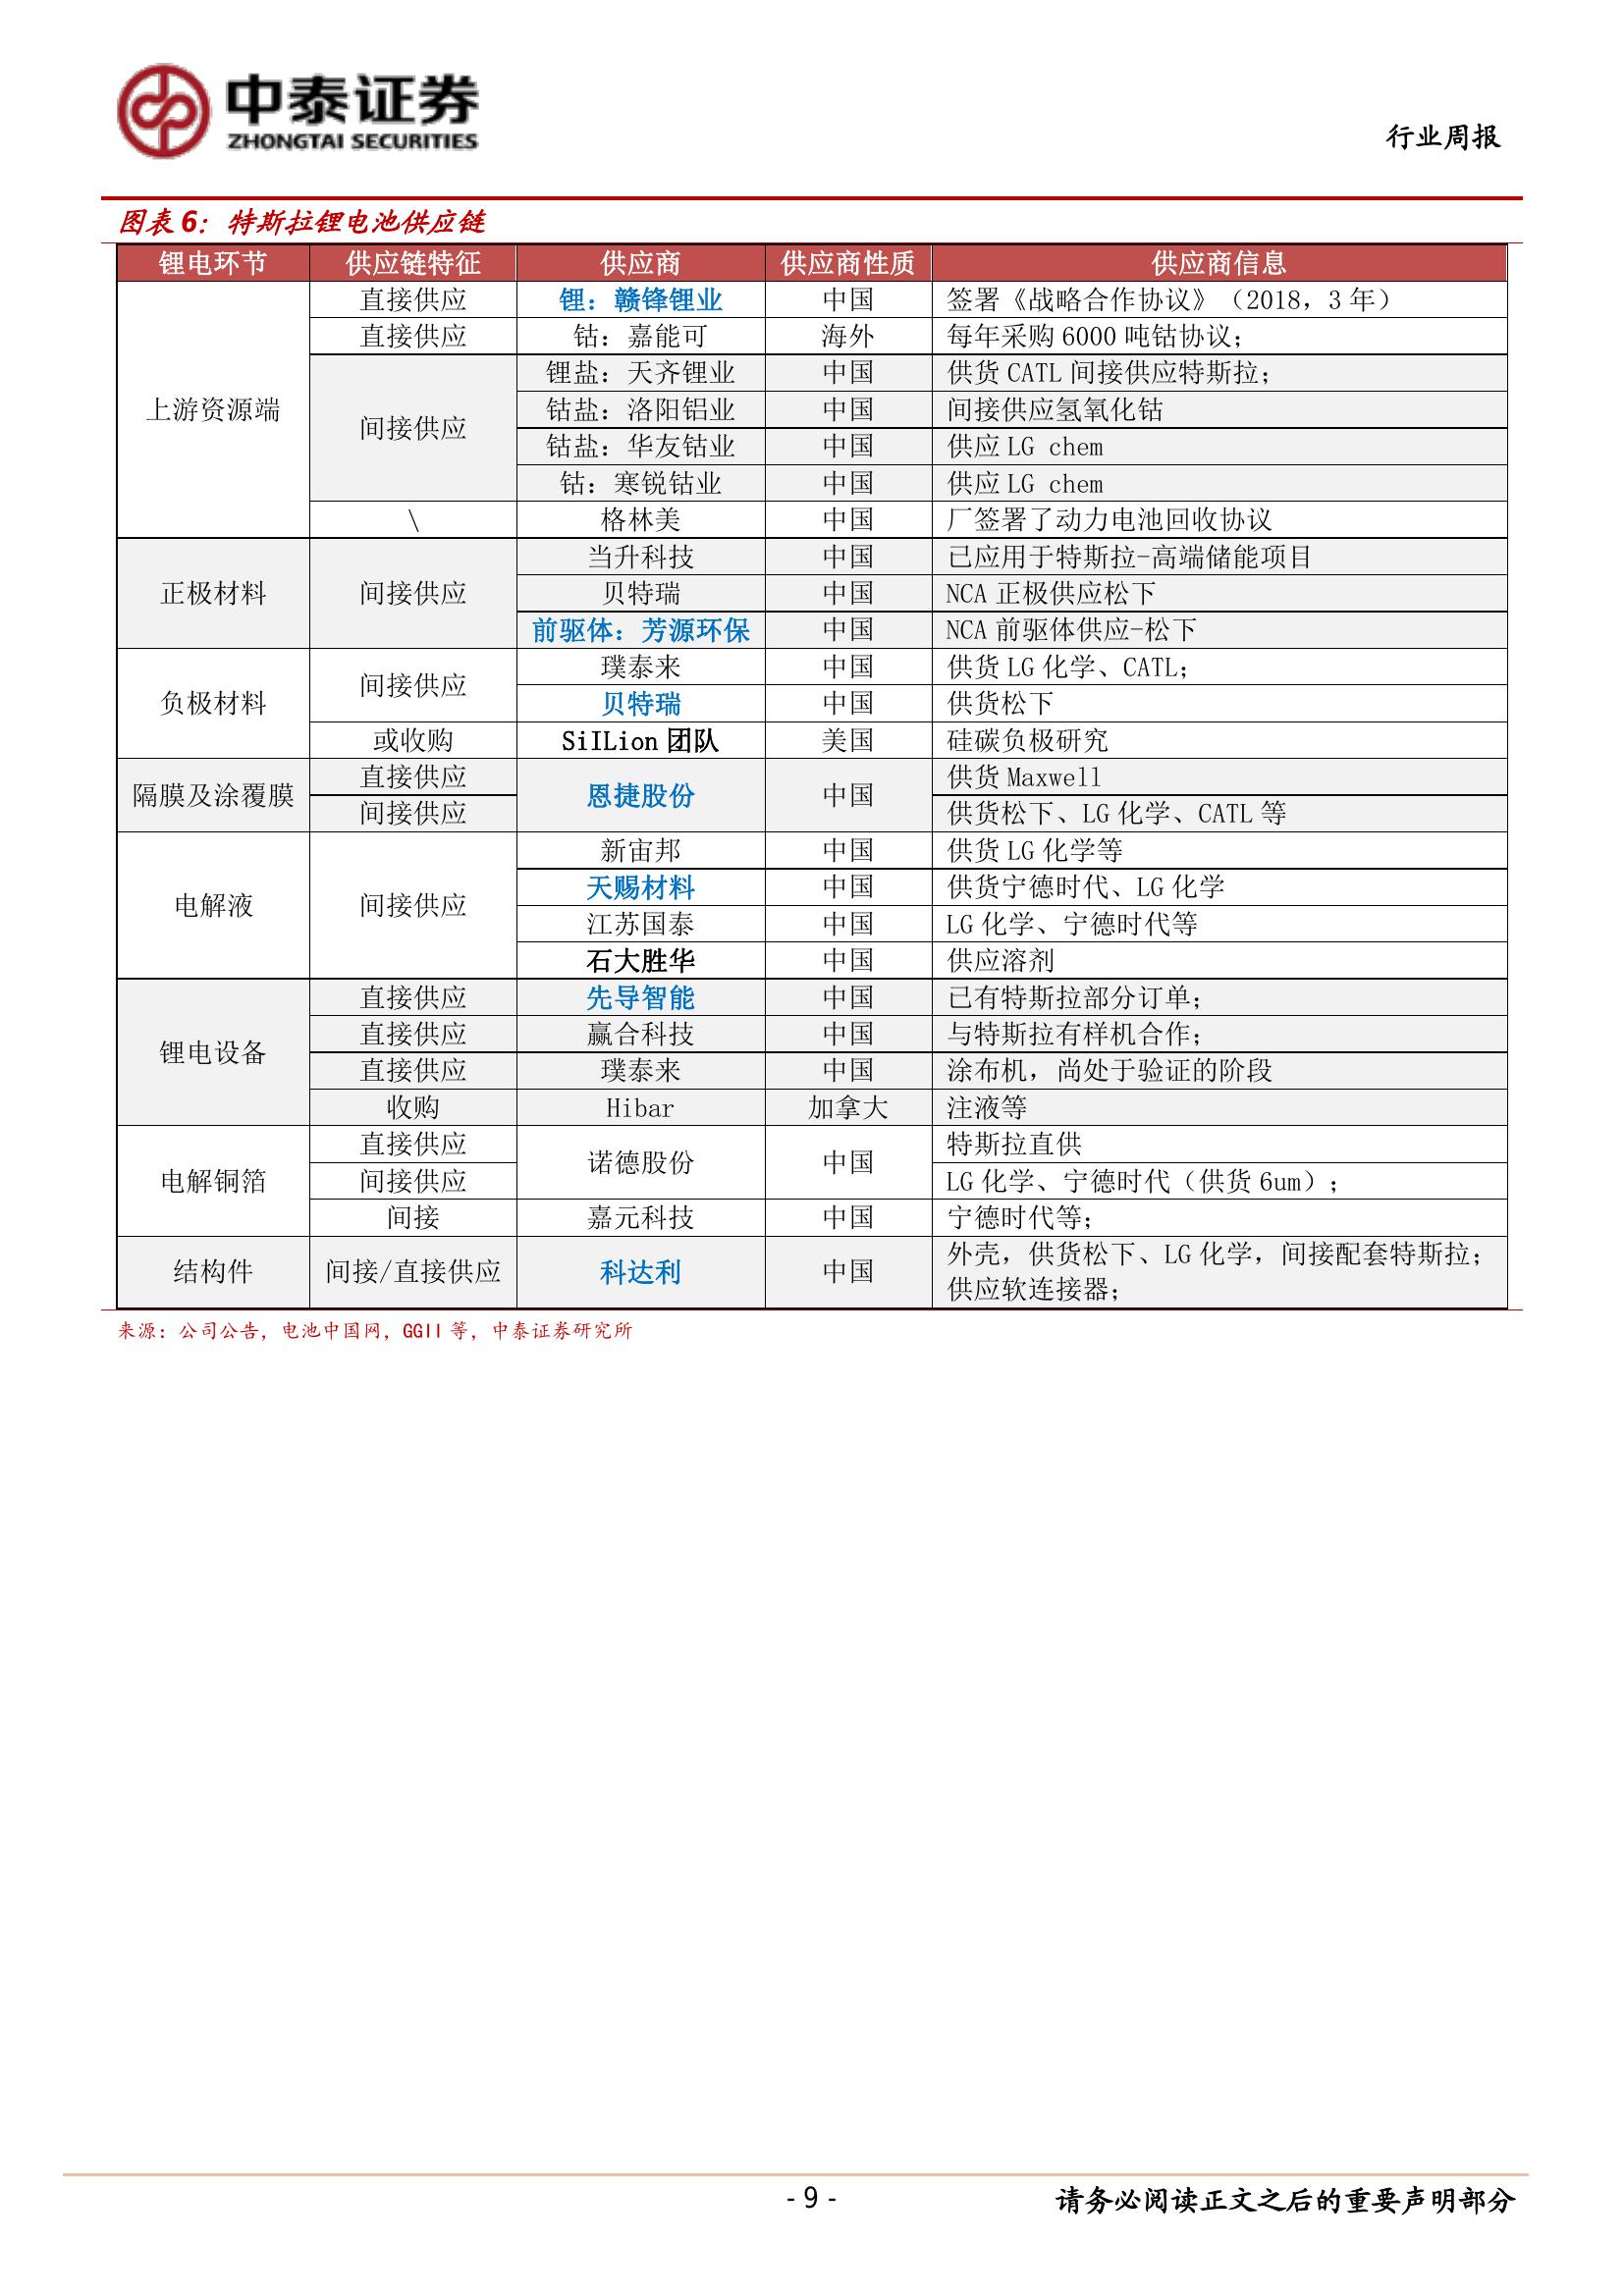 中泰证券
ZHONGTAI SECURITIES
行业周报
图表 6：特斯拉锂电池供应链
锂电环节 供应链特征 供应商 供应商性质 供应商信息
上游资源端 直接供应 锂：赣锋锂业 中国 签署《战略合作协议》（2018，3 年）
直接供应 钴：嘉能可 海外 每年采购 6000 吨钴协议；
间接供应 锂盐：天齐锂业 中国 供货 CATL 间接供应特斯拉；
钴盐：洛阳铝业 中国 间接供应氢氧化钴
钴盐：华友钴业 中国 供应 LG chem
钴：寒锐钴业 中国 供应 LG chem
\ 格林美 中国 厂签署了动力电池回收协议
正极材料 间接供应 当升科技 中国 已应用于特斯拉-高端储能项目
贝特瑞 中国 NCA 正极供应松下
前驱体：芳源环保 中国 NCA 前驱体供应-松下
负极材料 间接供应 璞泰来 中国 供货 LG 化学、CATL；
贝特瑞 中国 供货松下
或收购 SiILion 团队 美国 硅碳负极研究
隔膜及涂覆膜 直接供应 恩捷股份 中国 供货 Maxwell
间接供应 供货松下、LG 化学、CATL 等
电解液 间接供应 新宙邦 中国 供货 LG 化学等
天赐材料 中国 供货宁德时代、LG 化学
江苏国泰 中国 LG 化学、宁德时代等
石大胜华 中国 供应溶剂
锂电设备 直接供应 先导智能 中国 已有特斯拉部分订单；
直接供应 赢合科技 中国 与特斯拉有样机合作；
直接供应 璞泰来 中国 涂布机，尚处于验证的阶段
收购 Hibar 加拿大 注液等
电解铜箔 直接供应 诺德股份 中国 特斯拉直供
间接供应 LG 化学、宁德时代（供货 6um）；
间接 嘉元科技 中国 宁德时代等；
结构件 间接/直接供应 科达利 中国 外壳，供货松下、LG 化学，间接配套特斯拉；
供应软连接器；
来源：公司公告，电池中国网，GGII 等，中泰证券研究所
- 9 -
请务必阅读正文之后的重要声明部分